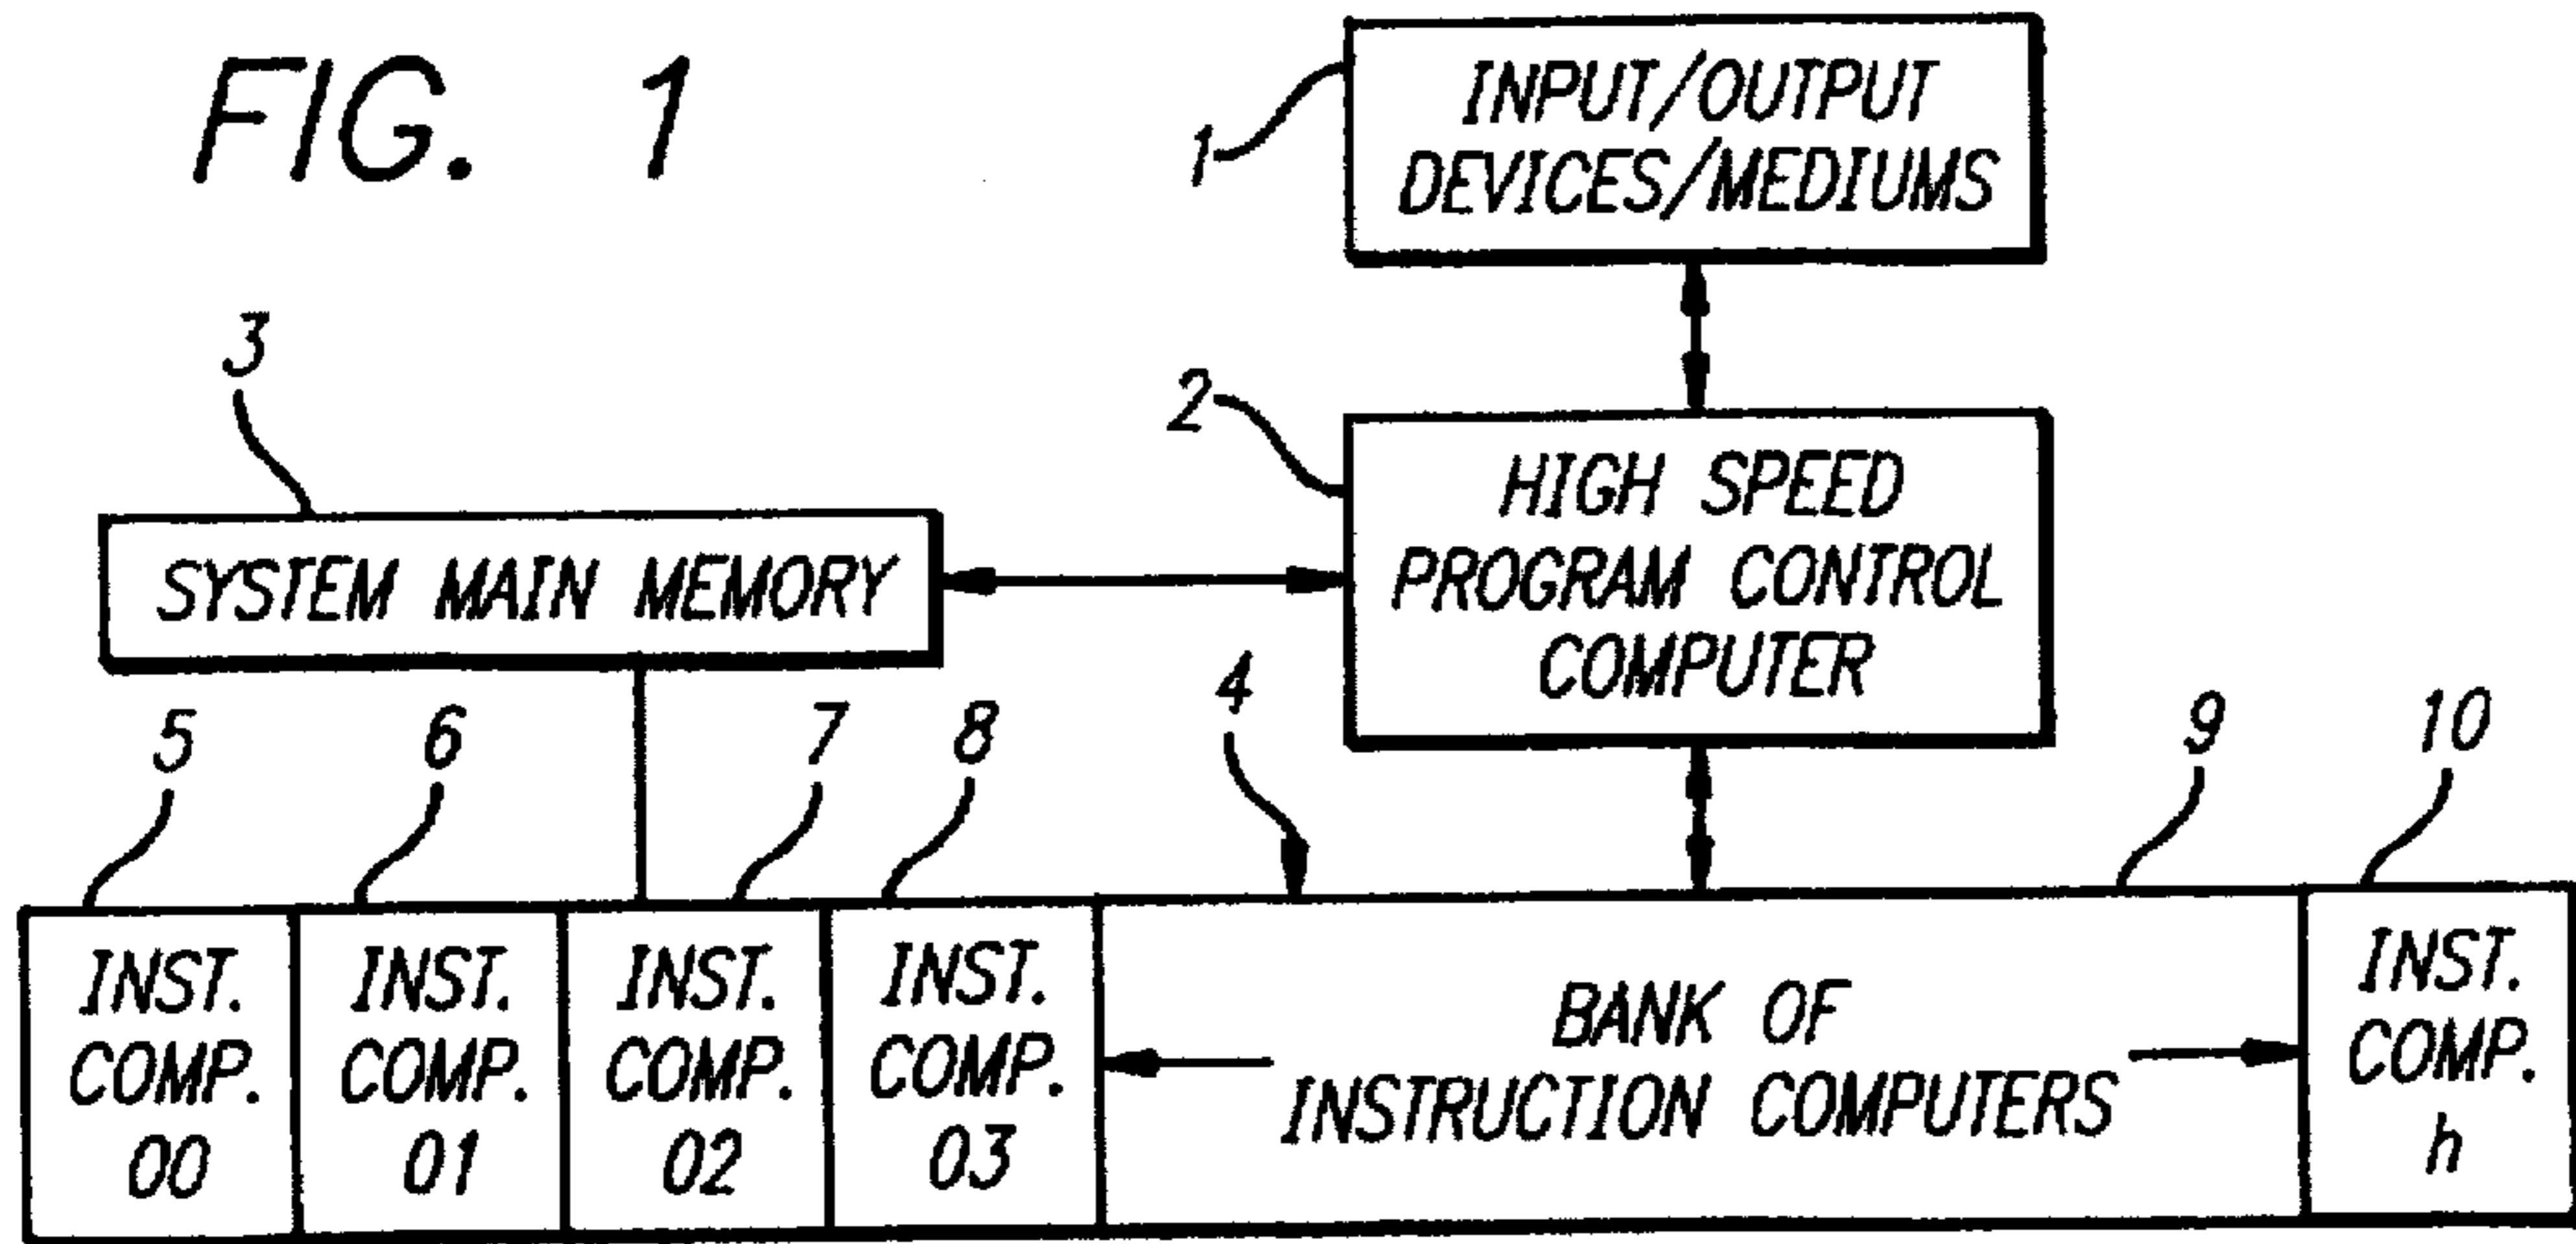 FIG. 1
1
INPUT/OUTPUT
DEVICES/MEDIUMS
3
2
SYSTEM MAIN MEMORY
HIGH SPEED
PROGRAM CONTROL
COMPUTER
5
6
7
8
4
9
10
INST.
COMP.
00
INST.
COMP.
01
INST.
COMP.
02
INST.
COMP.
03
BANK OF
INSTRUCTION COMPUTERS
INST.
COMP.
h